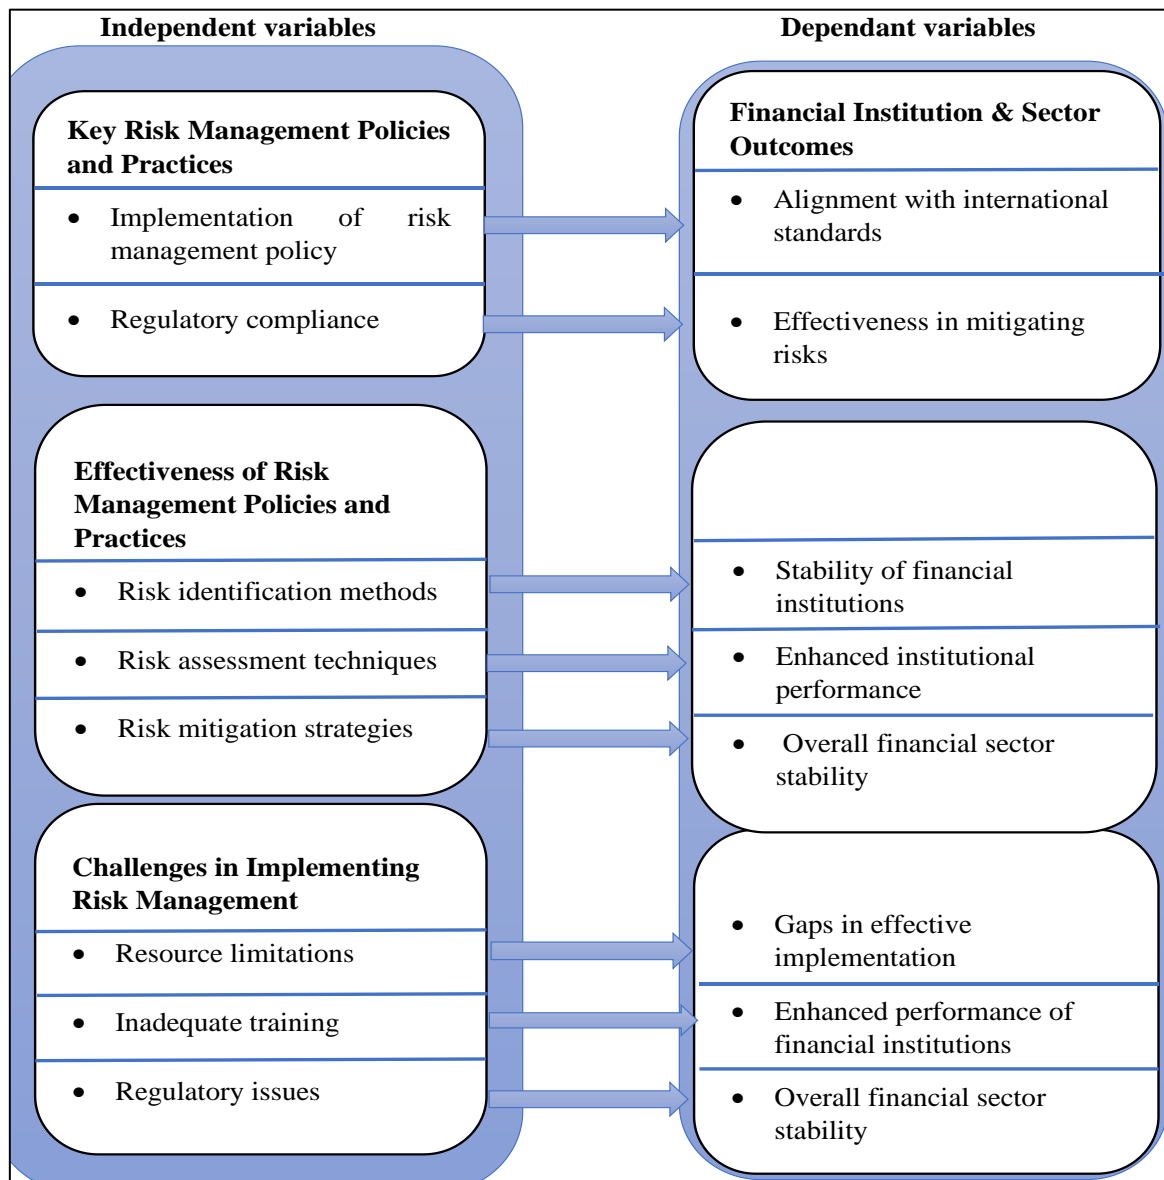 Independent variables
Key Risk Management Policies
and Practices
• Implementation of risk
management policy
• Regulatory compliance
Effectiveness of Risk
Management Policies and
Practices
• Risk identification methods
• Risk assessment techniques
• Risk mitigation strategies
Challenges in Implementing
Risk Management
• Resource limitations
• Inadequate training
• Regulatory issues
Dependant variables
Financial Institution & Sector
Outcomes
• Alignment with international
standards
• Effectiveness in mitigating
risks
• Stability of financial
institutions
• Enhanced institutional
performance
• Overall financial sector
stability
• Gaps in effective
implementation
• Enhanced performance of
financial institutions
• Overall financial sector
stability